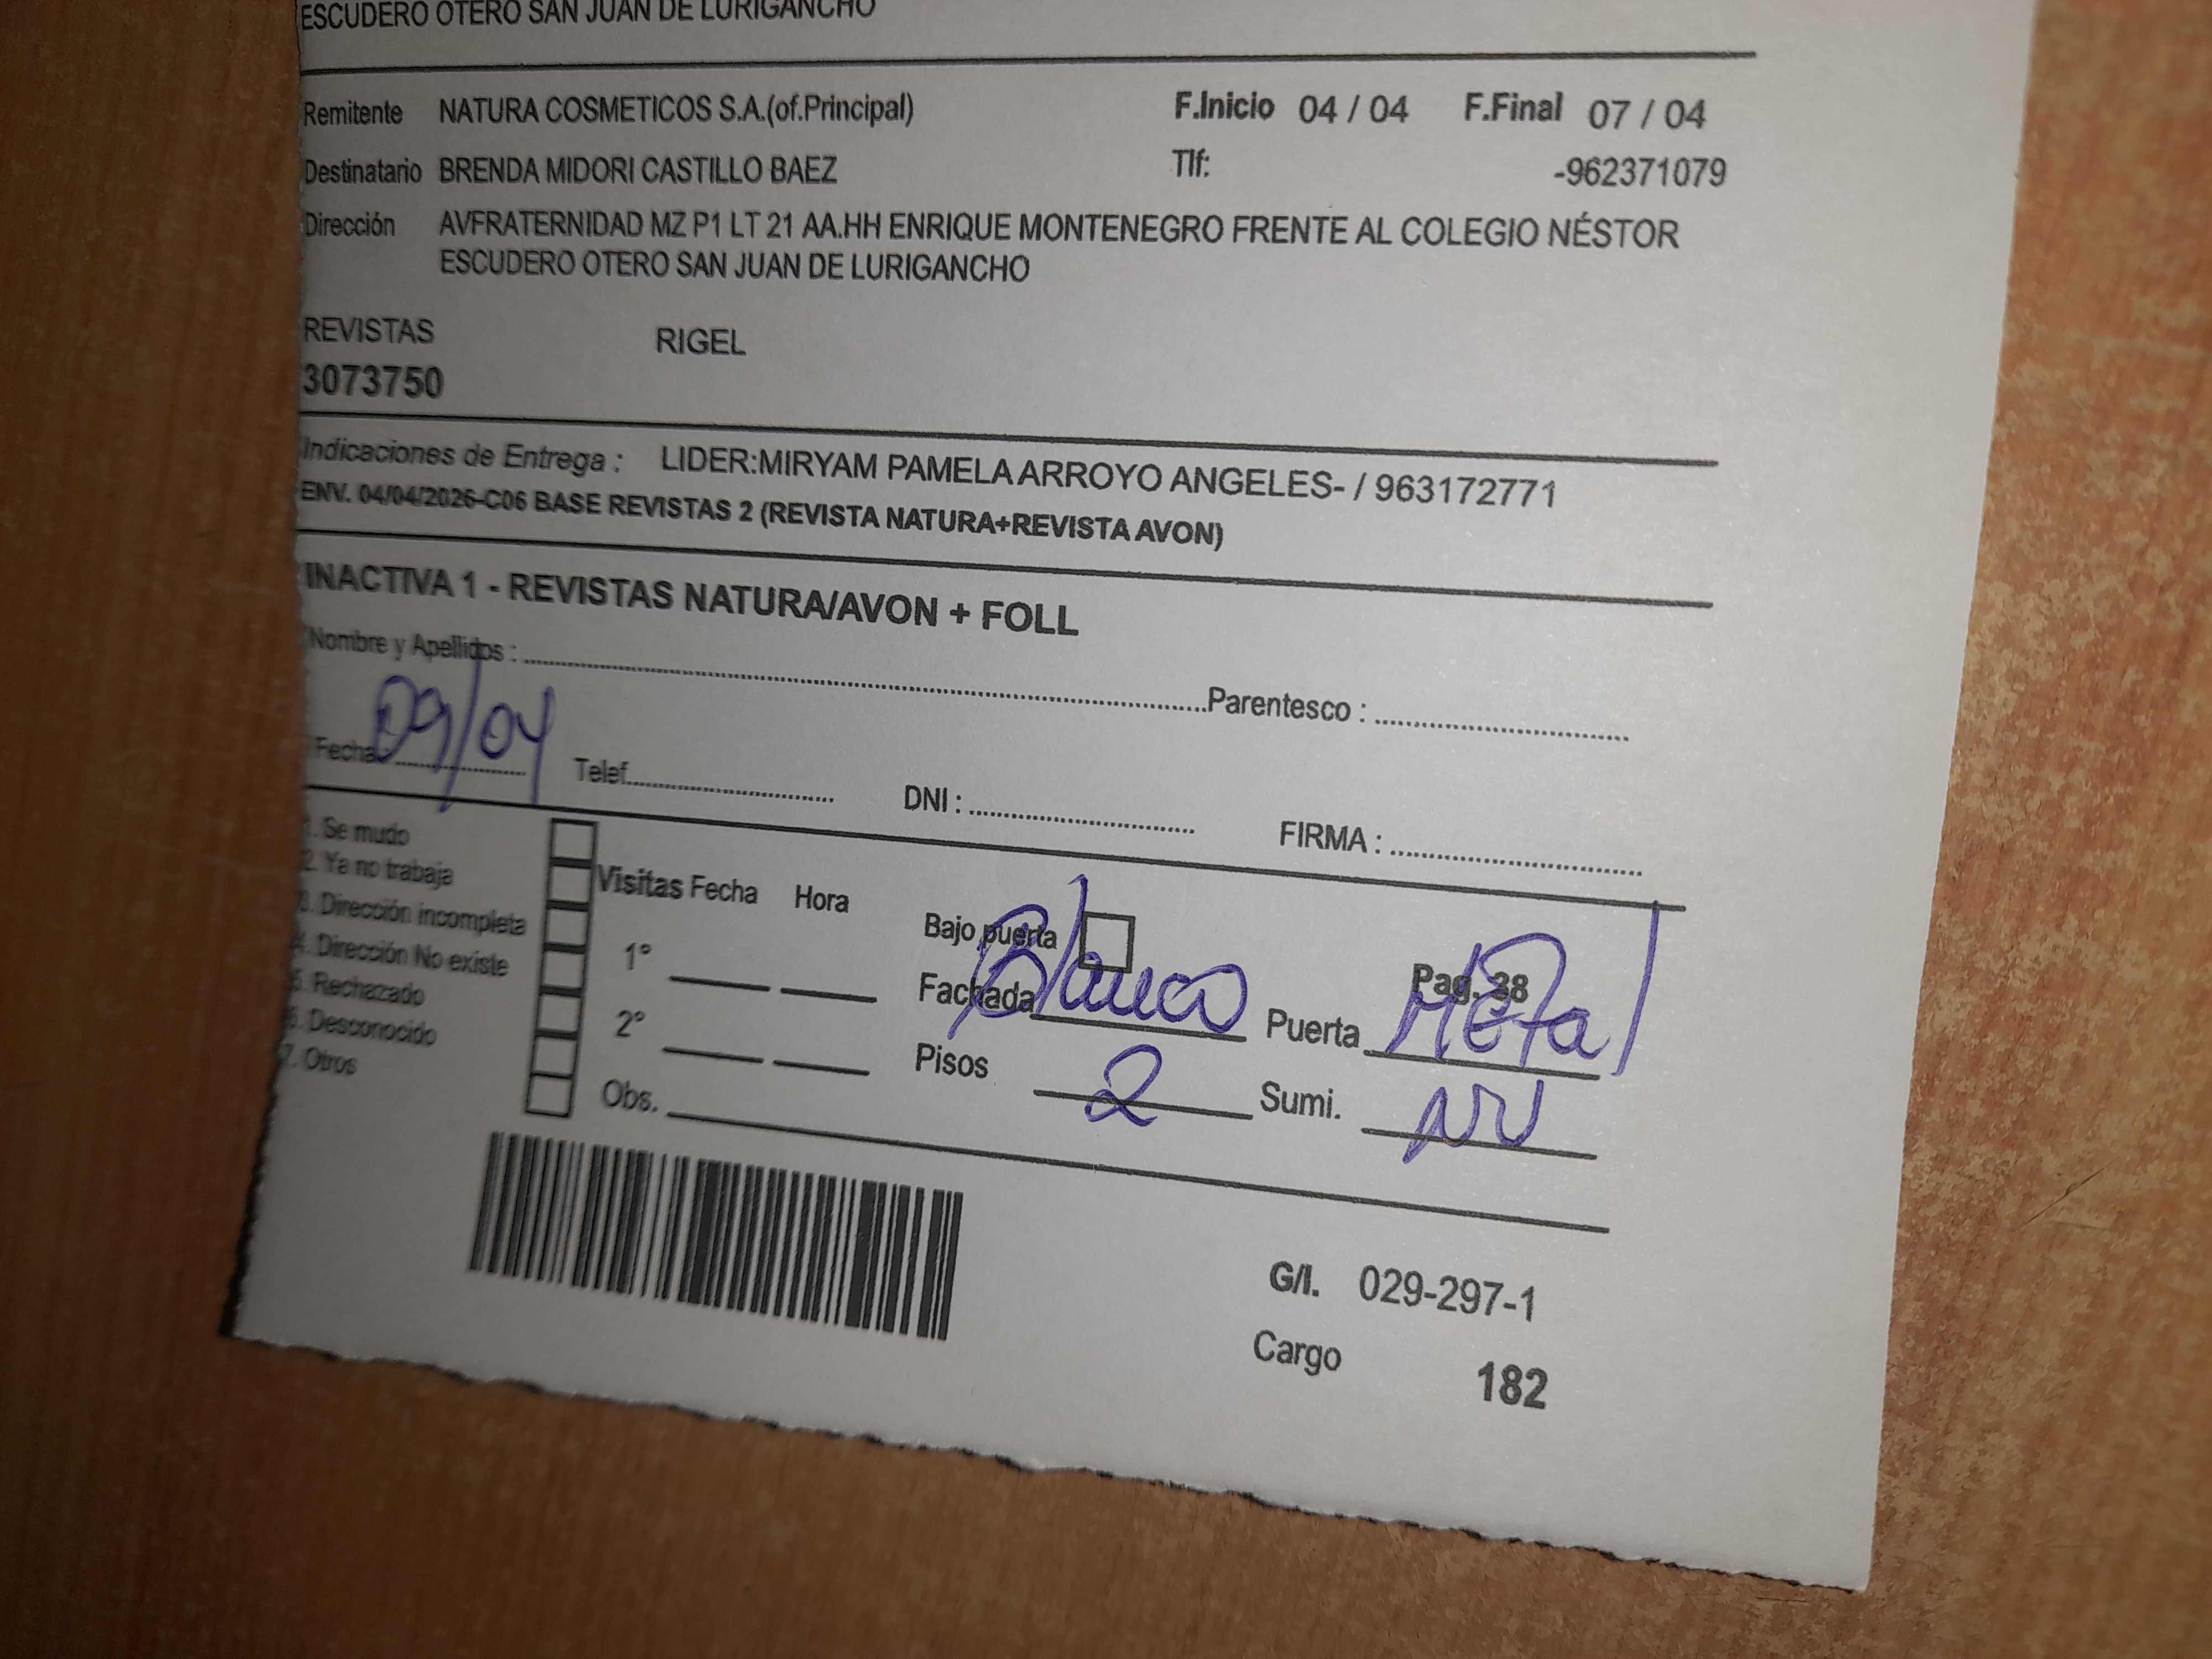 ESCUDERO OTERO SAN JUAN DE LURIGANCHO
Remitente NATURA COSMETICOS S.A.(of.Principal) F.Inicio 04 / 04 F.Final 07 / 04
Destinatario BRENDA MIDORI CASTILLO BAEZ Tlf: -962371079
Dirección AVFRATERNIDAD MZ P1 LT 21 AA.HH ENRIQUE MONTENEGRO FRENTE AL COLEGIO NÉSTOR
ESCUDERO OTERO SAN JUAN DE LURIGANCHO
REVISTAS RIGEL
3073750
Indicaciones de Entrega : LIDER:MIRYAM PAMELA ARROYO ANGELES- / 963172771
ENV. 04/04/2026-C06 BASE REVISTAS 2 (REVISTA NATURA+REVISTA AVON)
INACTIVA 1 - REVISTAS NATURA/AVON + FOLL
Nombre y Apellidos : Parentesco :
Fecha 09/04 Telef. DNI : FIRMA :
1. Se mudo
2. Ya no trabaja
3. Dirección incompleta
4. Dirección No existe
5. Rechazado
6. Desconocido
7. Otros
Visitas Fecha Hora
1°
2°
Obs.
Bajo puerta Pag. 38
Fachada Blanco Puerta Metal
Pisos 2 Sumi.
G/I. 029-297-1
Cargo 182